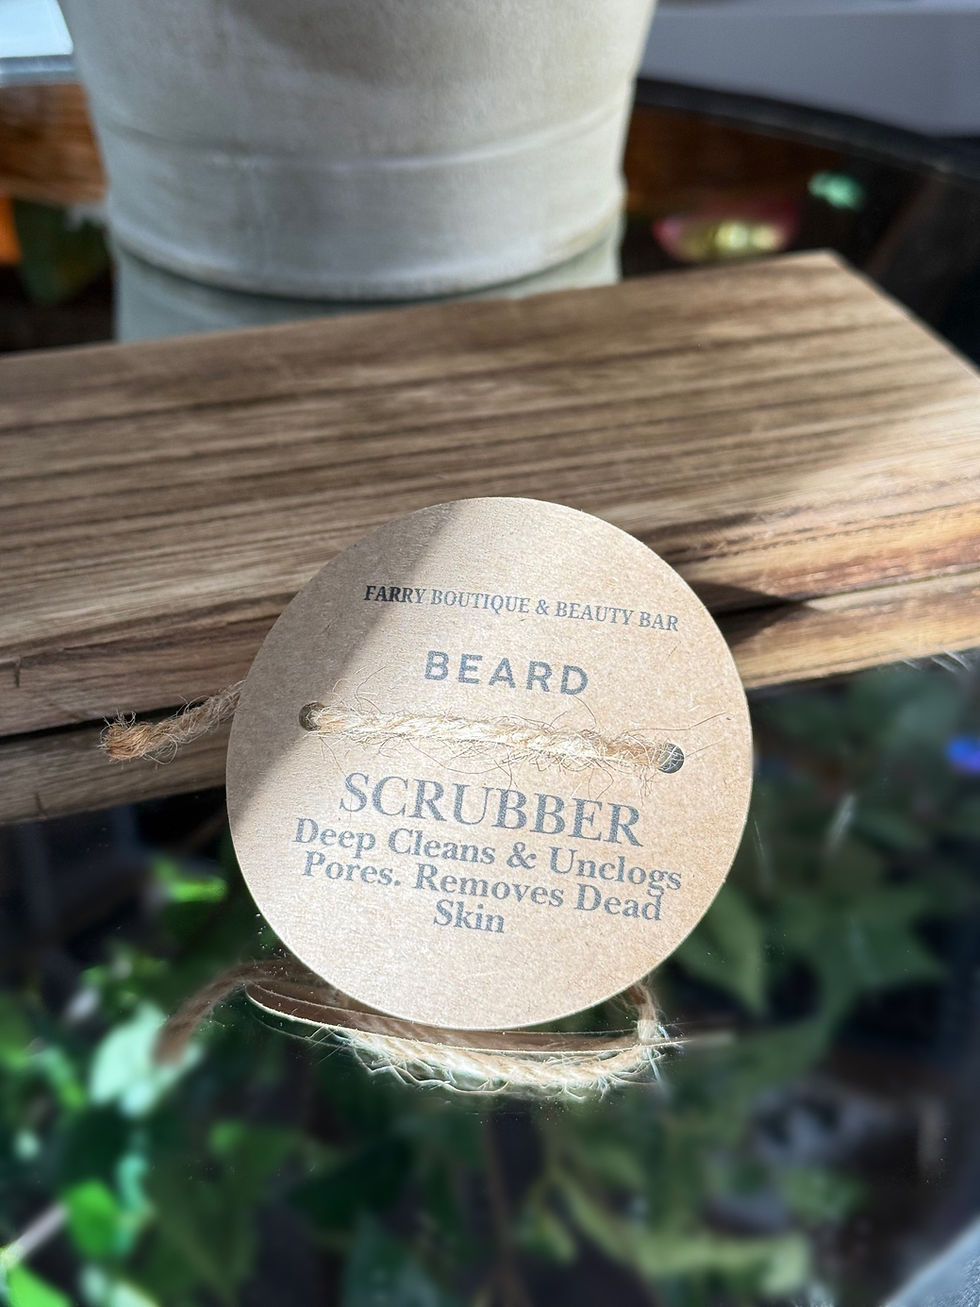 FARRY BOUTIQUE & BEAUTY BAR
BEARD
SCRUBBER
Deep Cleans & Unclogs
Pores. Removes Dead
Skin